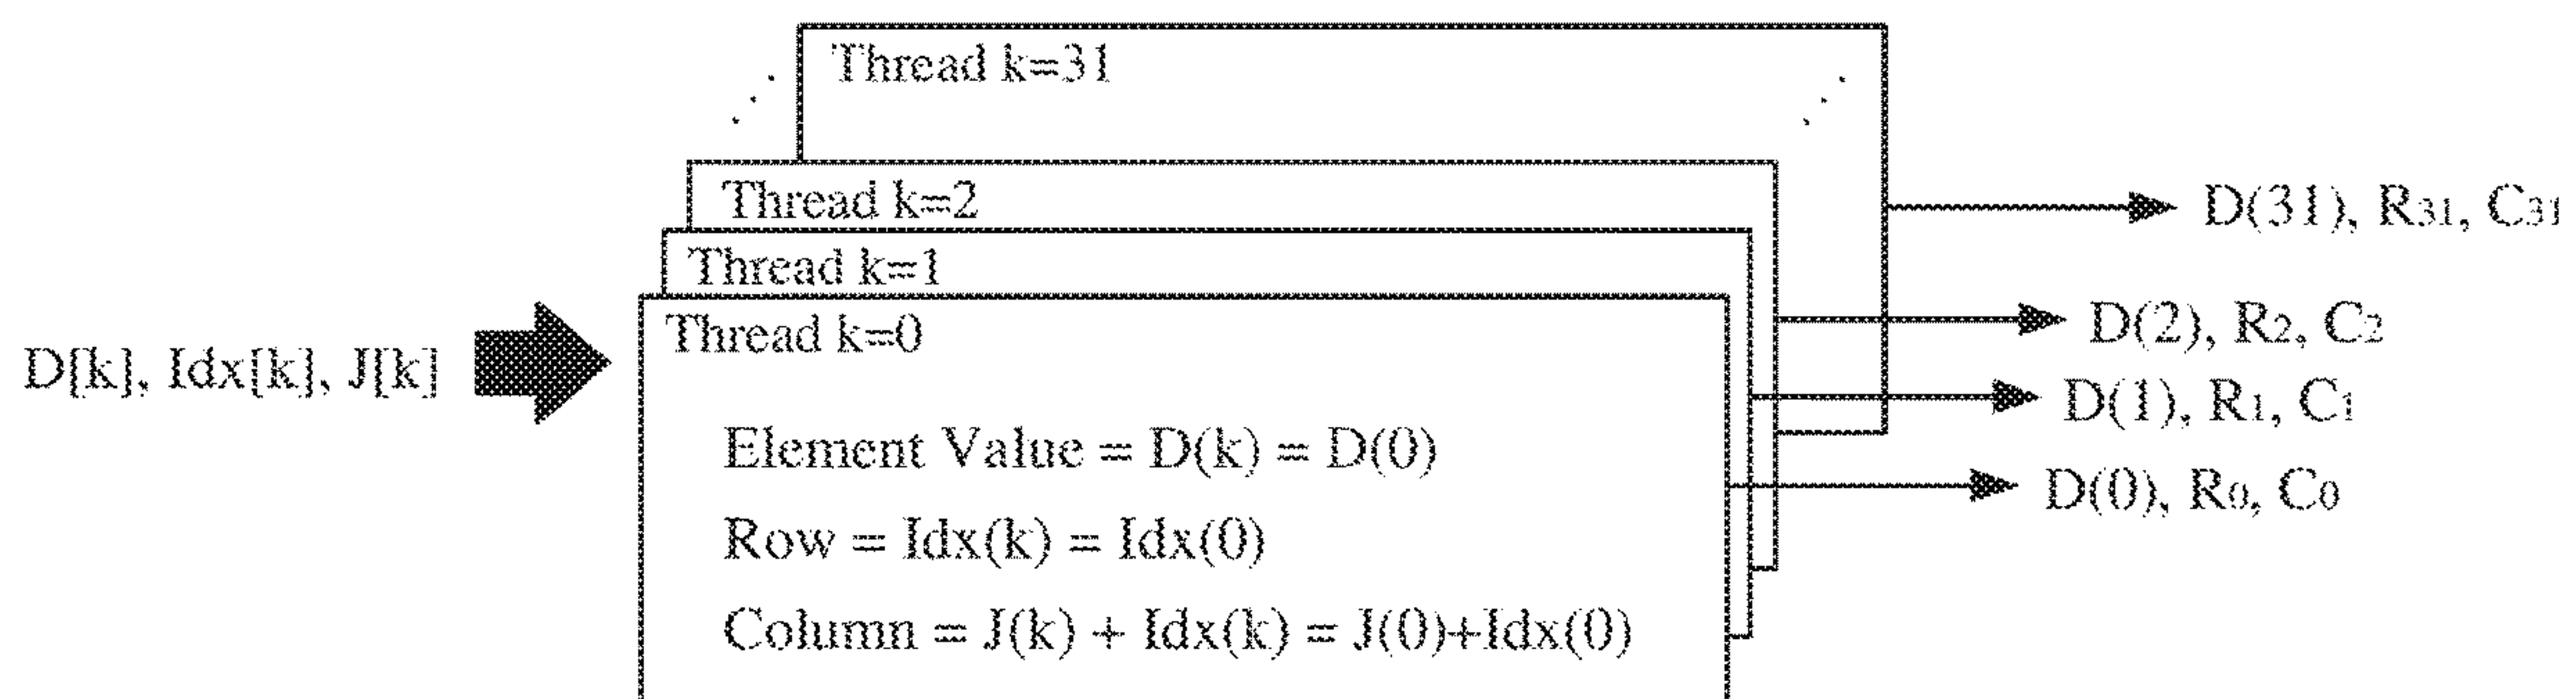 Thread k=31
Thread k=2
Thread k=1
Thread k=0
D[k], Idx[k], J[k]
Element Value = D(k) = D(0)
Row = Idx(k) = Idx(0)
Column = J(k) + Idx(k) = J(0)+Idx(0)
D(31), R31, C31
D(2), R2, C2
D(1), R1, C1
D(0), R0, C0